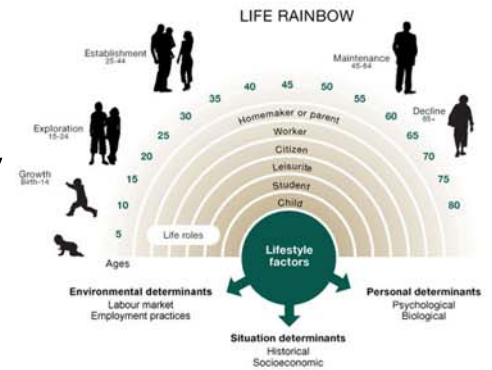 LIFE RAINBOW
Establishment
25-44
Maintenance
45-64
Exploration
15-24
Decline
65+
Growth
Birth-14
5
10
15
20
25
30
35
40
45
50
55
60
65
70
75
80
Ages
Homemaker or parent
Worker
Citizen
Leisurite
Student
Child
Life roles
Lifestyle
factors
Environmental determinants
Labour market
Employment practices
Situation determinants
Historical
Socioeconomic
Personal determinants
Psychological
Biological